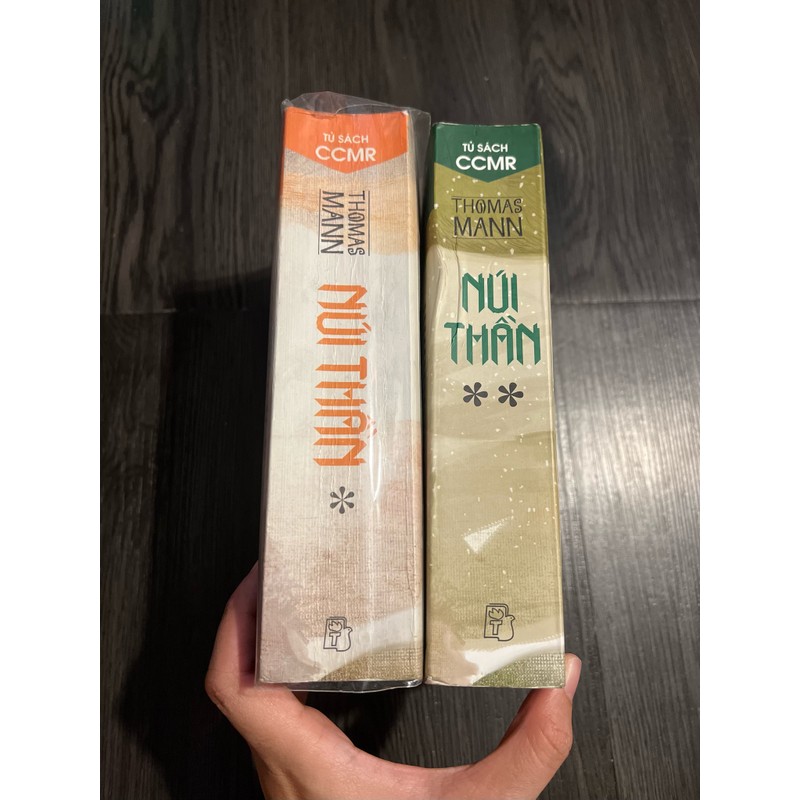 TỦ SÁCH
CCMR
THOMAS
MANN
NÚI THẦN
*
TỦ SÁCH
CCMR
THOMAS
MANN
NÚI
THẦN
**
T
T